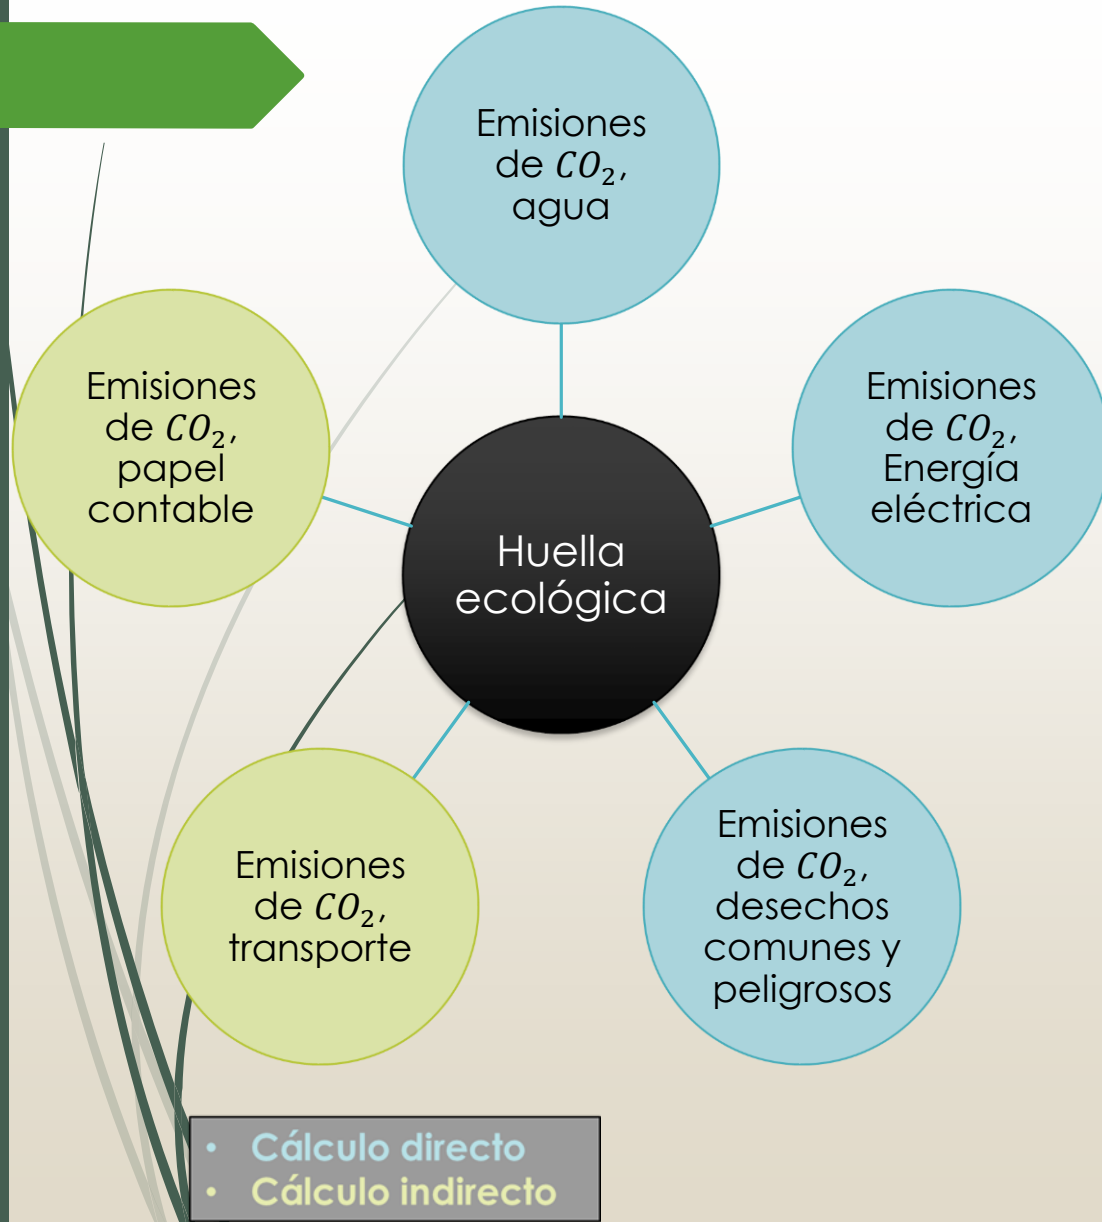 Emisiones
de CO₂,
agua
Emisiones
de CO₂,
papel
contable
Emisiones
de CO₂,
Energía
eléctrica
Huella
ecológica
Emisiones
de CO₂,
transporte
Emisiones
de CO₂,
desechos
comunes y
peligrosos
• Cálculo directo
• Cálculo indirecto